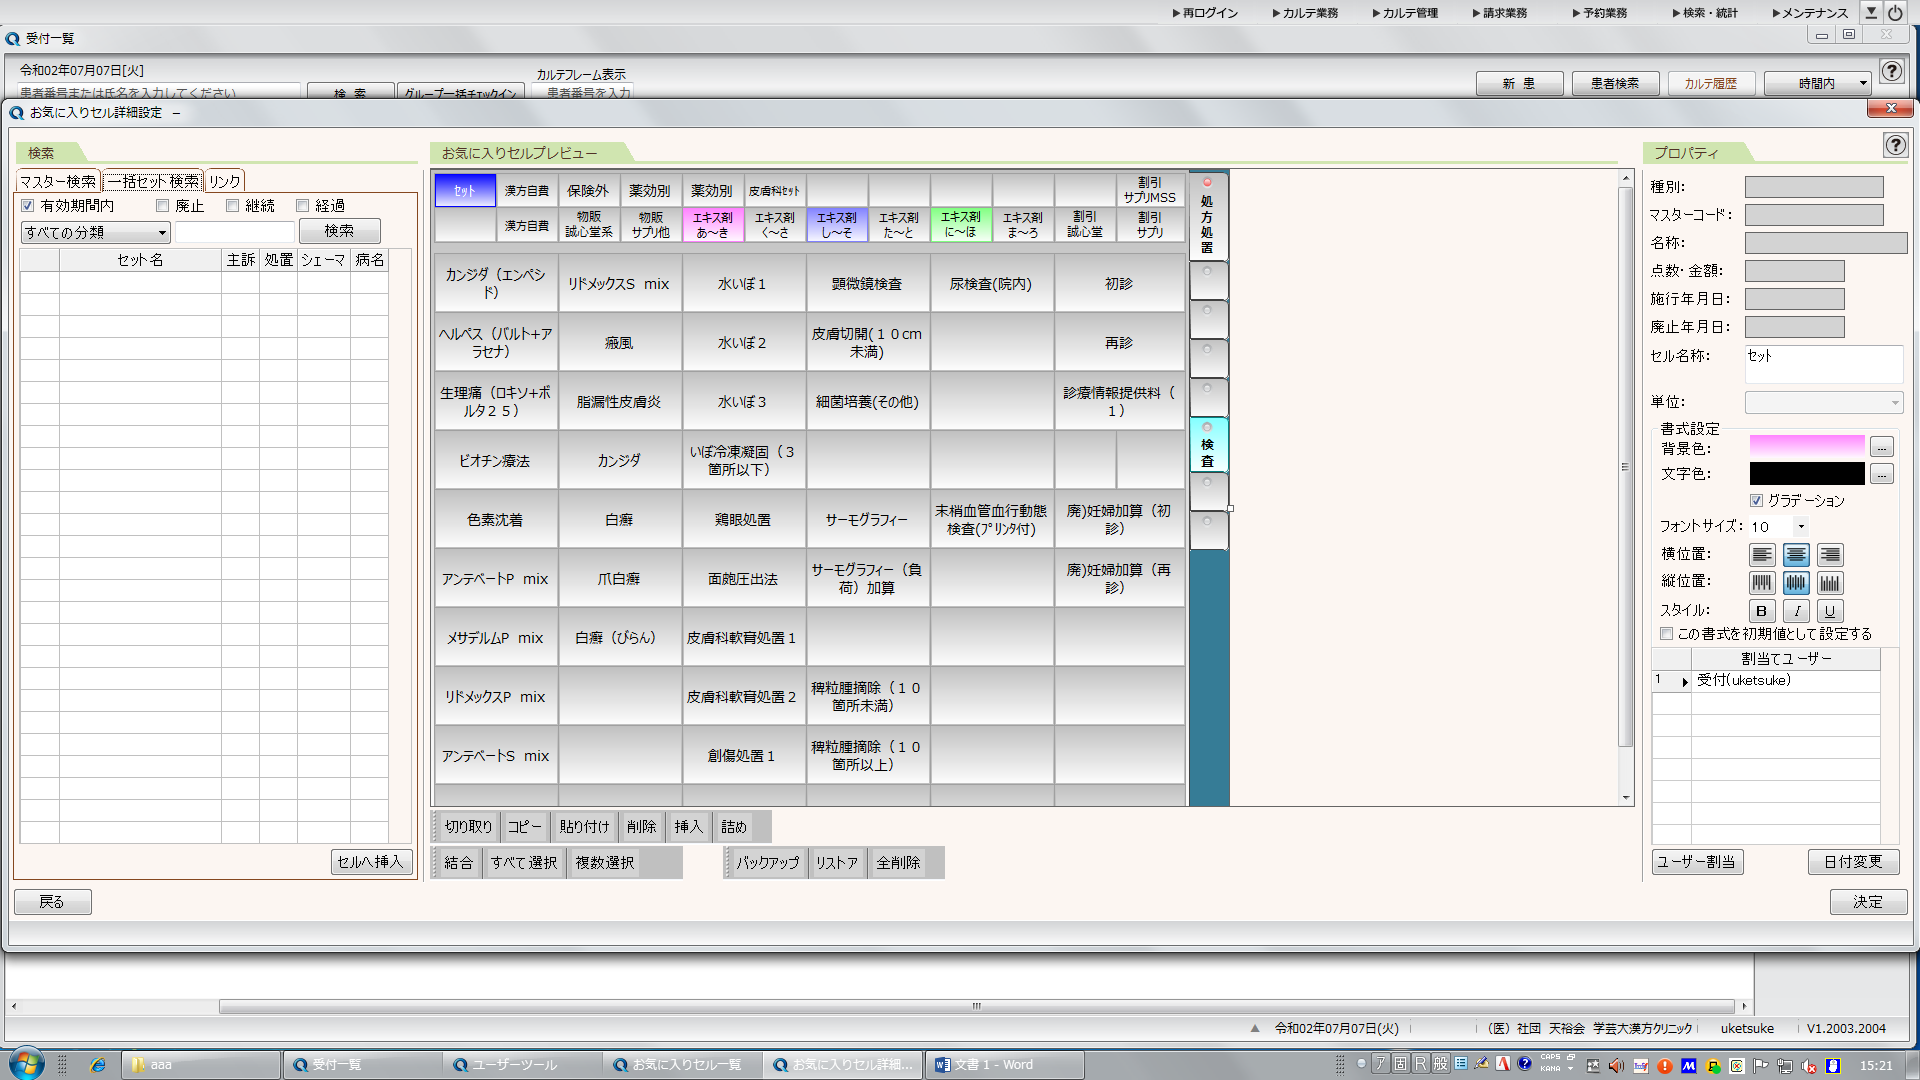 ▶再ログイン ▶カルテ業務 ▶カルテ管理 ▶請求業務 ▶予約業務 ▶検索・統計 ▶メンテナンス
受付一覧
令和02年07月07日[火]
カルテフレーム表示
患者番号または氏名を入力してください 検 索 グループ一括チェックイン 患者番号を入力
新 患 患者検索 カルテ履歴 時間内
お気に入りセル詳細設定 －
検索
マスター検索 一括セット検索 リンク
有効期間内 廃止 継続 経過
すべての分類 検索
セット名 主訴 処置 シェーマ 病名
セルへ挿入
戻る
お気に入りセルプレビュー
セット 漢方自費 保険外 薬効別 薬効別 皮膚科セット 割引サプリMSS
漢方自費 物販誠心堂系 物販サプリ他 エキス剤あ～き エキス剤く～さ エキス剤し～そ エキス剤た～と エキス剤に～ほ エキス剤ま～ろ 割引誠心堂 割引サプリ
カンジダ（エンペシド） リドメックスS mix 水いぼ１ 顕微鏡検査 尿検査(院内) 初診
ヘルペス（バルト+アラセナ） 癜風 水いぼ２ 皮膚切開(１０cm未満) 再診
生理痛（ロキソ+ボルタ２５） 脂漏性皮膚炎 水いぼ３ 細菌培養(その他) 診療情報提供料（１）
ビオチン療法 カンジダ いぼ冷凍凝固（３箇所以下）
色素沈着 白癬 鶏眼処置 サーモグラフィー 末梢血管血行動態検査(プリンタ付) 廃)妊婦加算（初診）
アンテベートP mix 爪白癬 面皰圧出法 サーモグラフィー（負荷）加算 廃)妊婦加算（再診）
メサデルムP mix 白癬（びらん） 皮膚科軟膏処置１
リドメックスP mix 皮膚科軟膏処置２ 稗粒腫摘除（１０箇所未満）
アンテベートS mix 創傷処置１ 稗粒腫摘除（１０箇所以上）
処方処置
検査
切り取り コピー 貼り付け 削除 挿入 詰め
結合 すべて選択 複数選択 バックアップ リストア 全削除
プロパティ
種別：
マスターコード：
名称：
点数・金額：
施行年月日：
廃止年月日：
セル名称： セット
単位：
書式設定
背景色： ...
文字色： ...
グラデーション
フォントサイズ： 10
横位置：
縦位置：
スタイル： B I U
この書式を初期値として設定する
割当てユーザー
1 受付(uketsuke)
ユーザー割当 日付変更
決定
令和02年07月07日(火) （医）社団 天裕会 学芸大漢方クリニック uketsuke V1.2003.2004
aaa 受付一覧 ユーザーツール お気に入りセル一覧 お気に入りセル詳細... 文書 1 - Word
ア 固 R 般 CAPS KANA 15:21